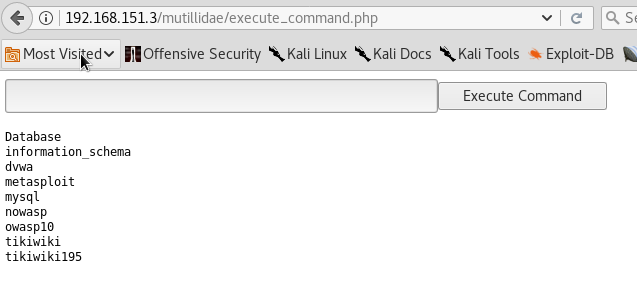 192.168.151.3/mutillidae/execute_command.php
Most Visited Offensive Security Kali Linux Kali Docs Kali Tools Exploit-DB
Execute Command
Database
information_schema
dvwa
metasploit
mysql
nowasp
owasp10
tikiwiki
tikiwiki195